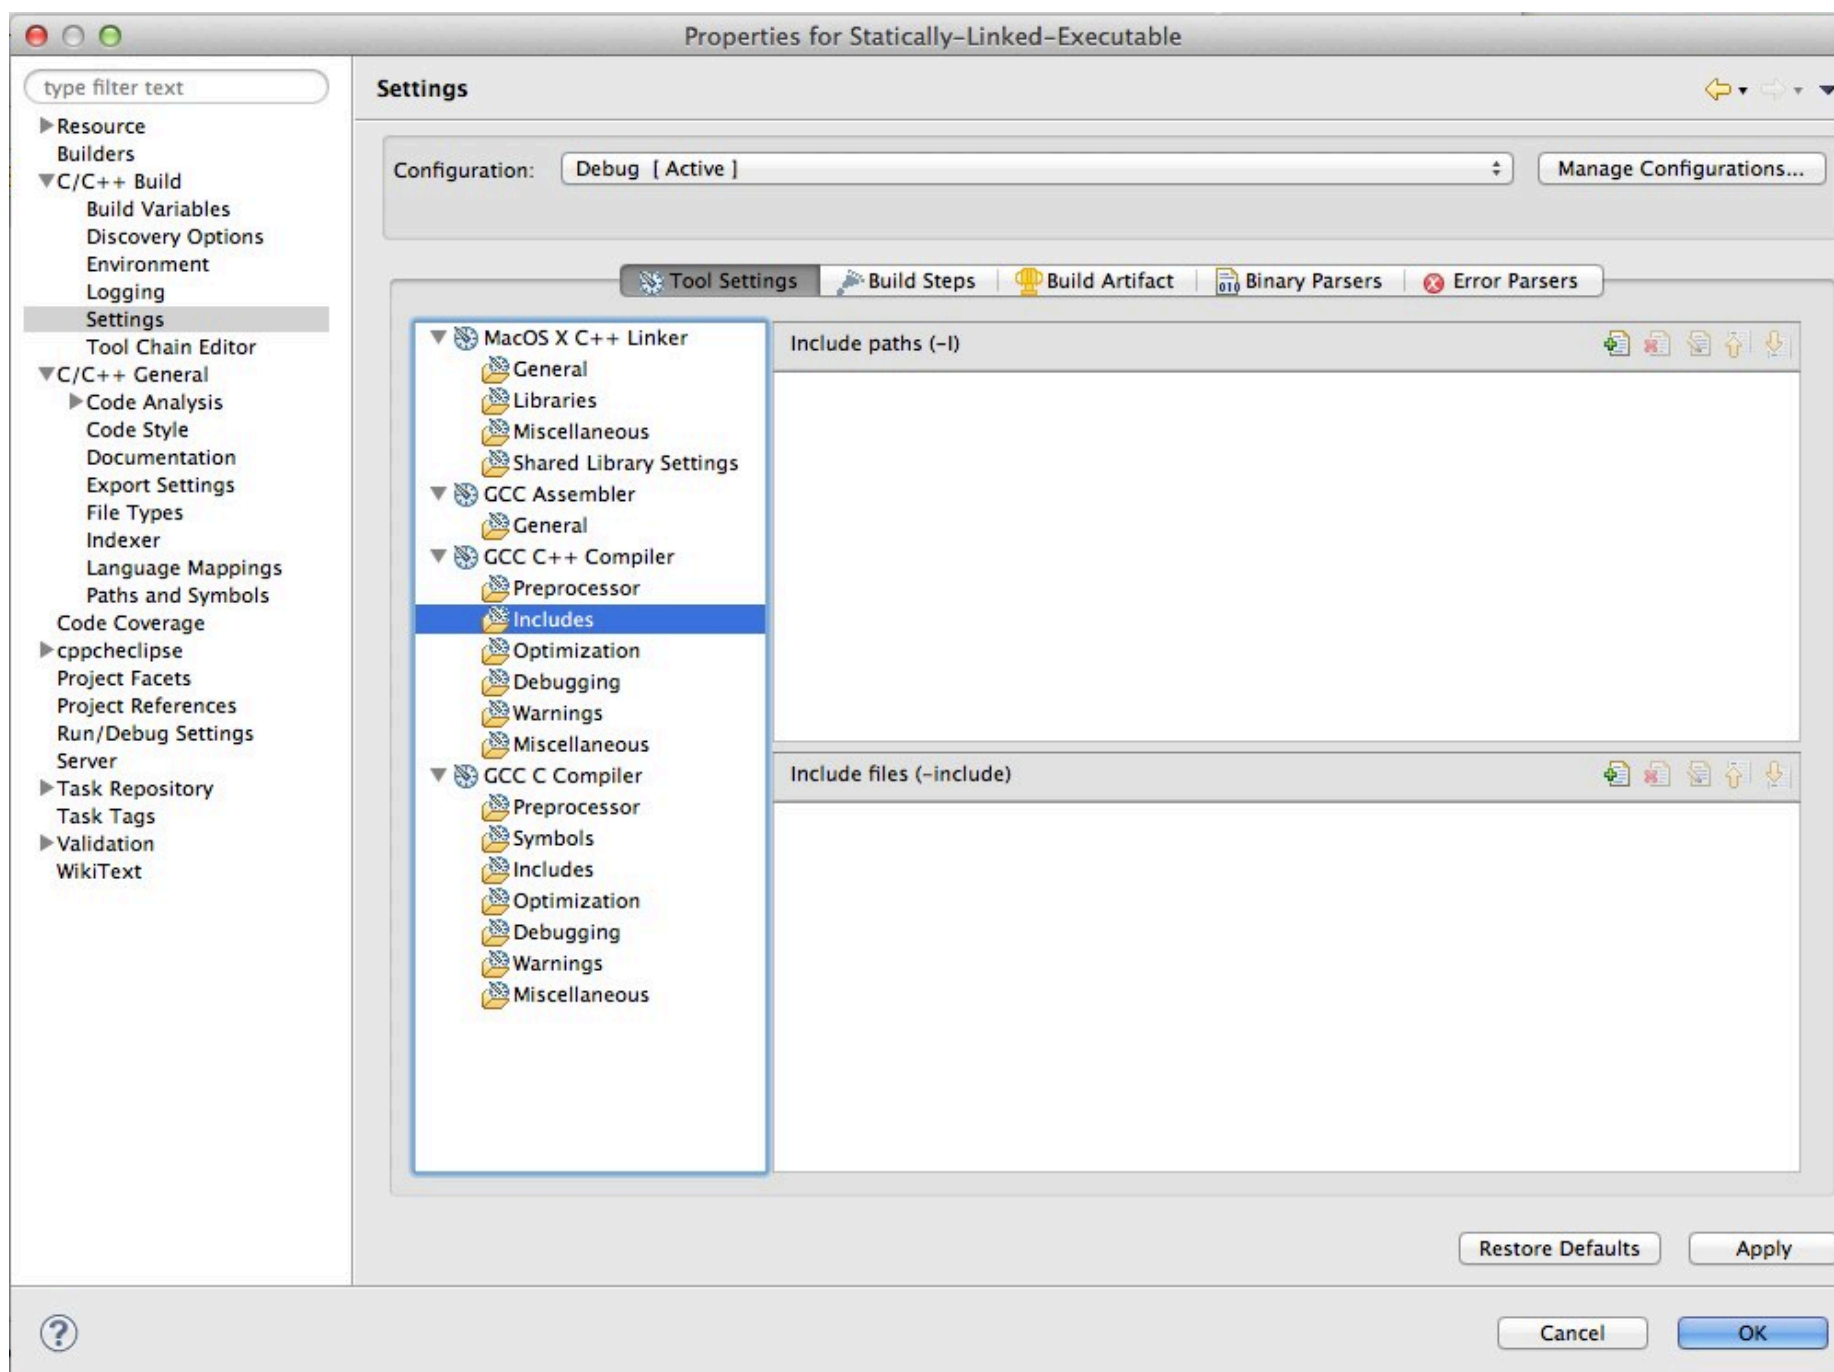 Properties for Statically-Linked-Executable
type filter text
Resource
Builders
C/C++ Build
Build Variables
Discovery Options
Environment
Logging
Settings
Tool Chain Editor
C/C++ General
Code Analysis
Code Style
Documentation
Export Settings
File Types
Indexer
Language Mappings
Paths and Symbols
Code Coverage
cppcheclipse
Project Facets
Project References
Run/Debug Settings
Server
Task Repository
Task Tags
Validation
WikiText
Settings
Configuration: Debug [ Active ] Manage Configurations...
Tool Settings Build Steps Build Artifact Binary Parsers Error Parsers
MacOS X C++ Linker
General
Libraries
Miscellaneous
Shared Library Settings
GCC Assembler
General
GCC C++ Compiler
Preprocessor
Includes
Optimization
Debugging
Warnings
Miscellaneous
GCC C Compiler
Preprocessor
Symbols
Includes
Optimization
Debugging
Warnings
Miscellaneous
Include paths (-I)
Include files (-include)
Restore Defaults Apply
? Cancel OK